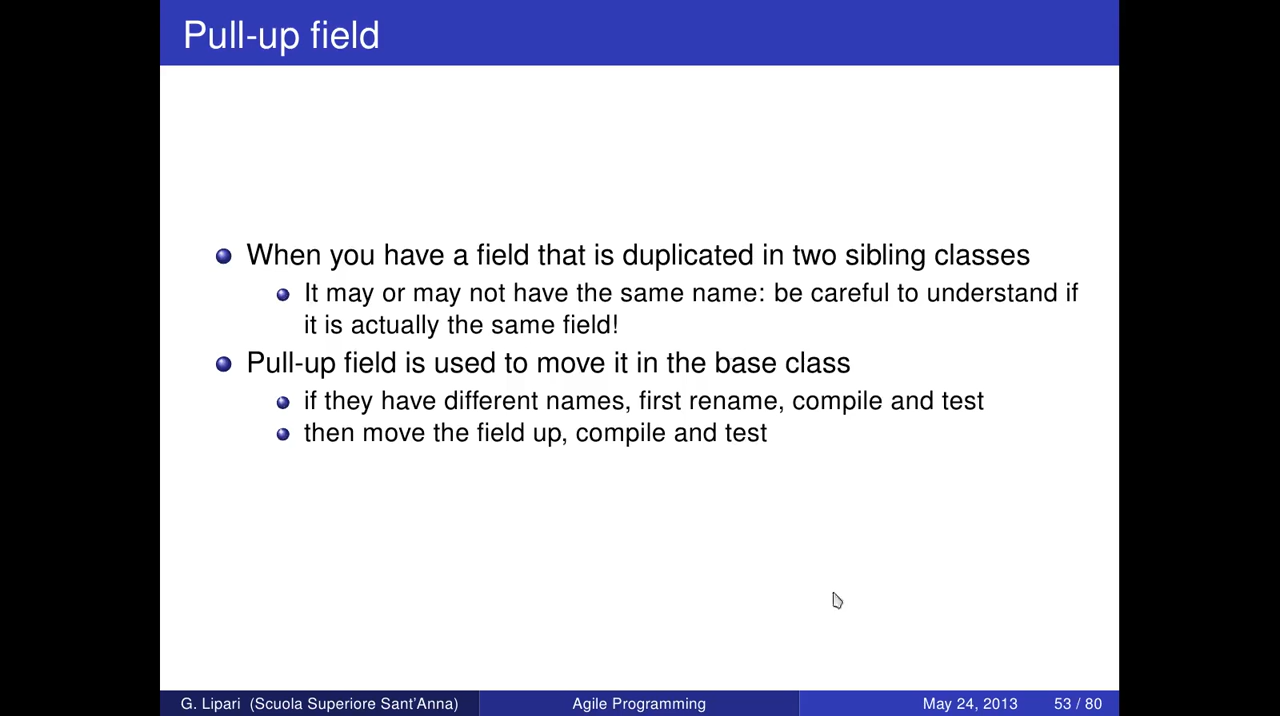 Pull-up field
When you have a field that is duplicated in two sibling classes
It may or may not have the same name: be careful to understand if
it is actually the same field!
Pull-up field is used to move it in the base class
if they have different names, first rename, compile and test
then move the field up, compile and test
G. Lipari (Scuola Superiore Sant'Anna) Agile Programming May 24, 2013 53 / 80